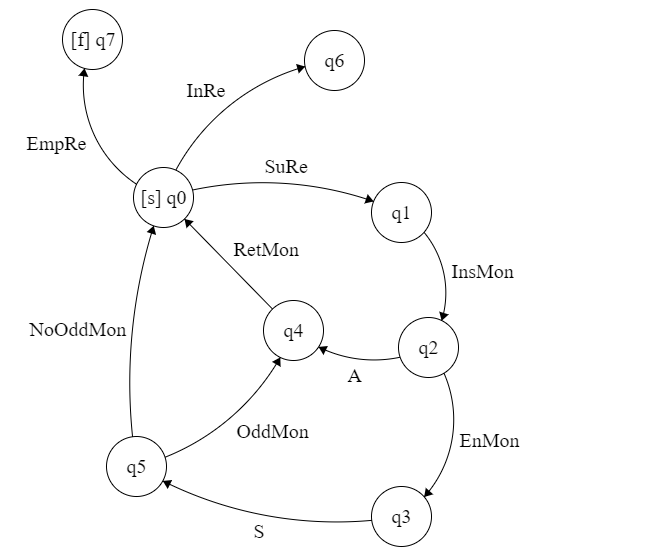 [f] q7
q6
InRe
EmpRe
SuRe
[s] q0
q1
RetMon
InsMon
NoOddMon
q4
q2
A
OddMon
EnMon
q5
q3
S